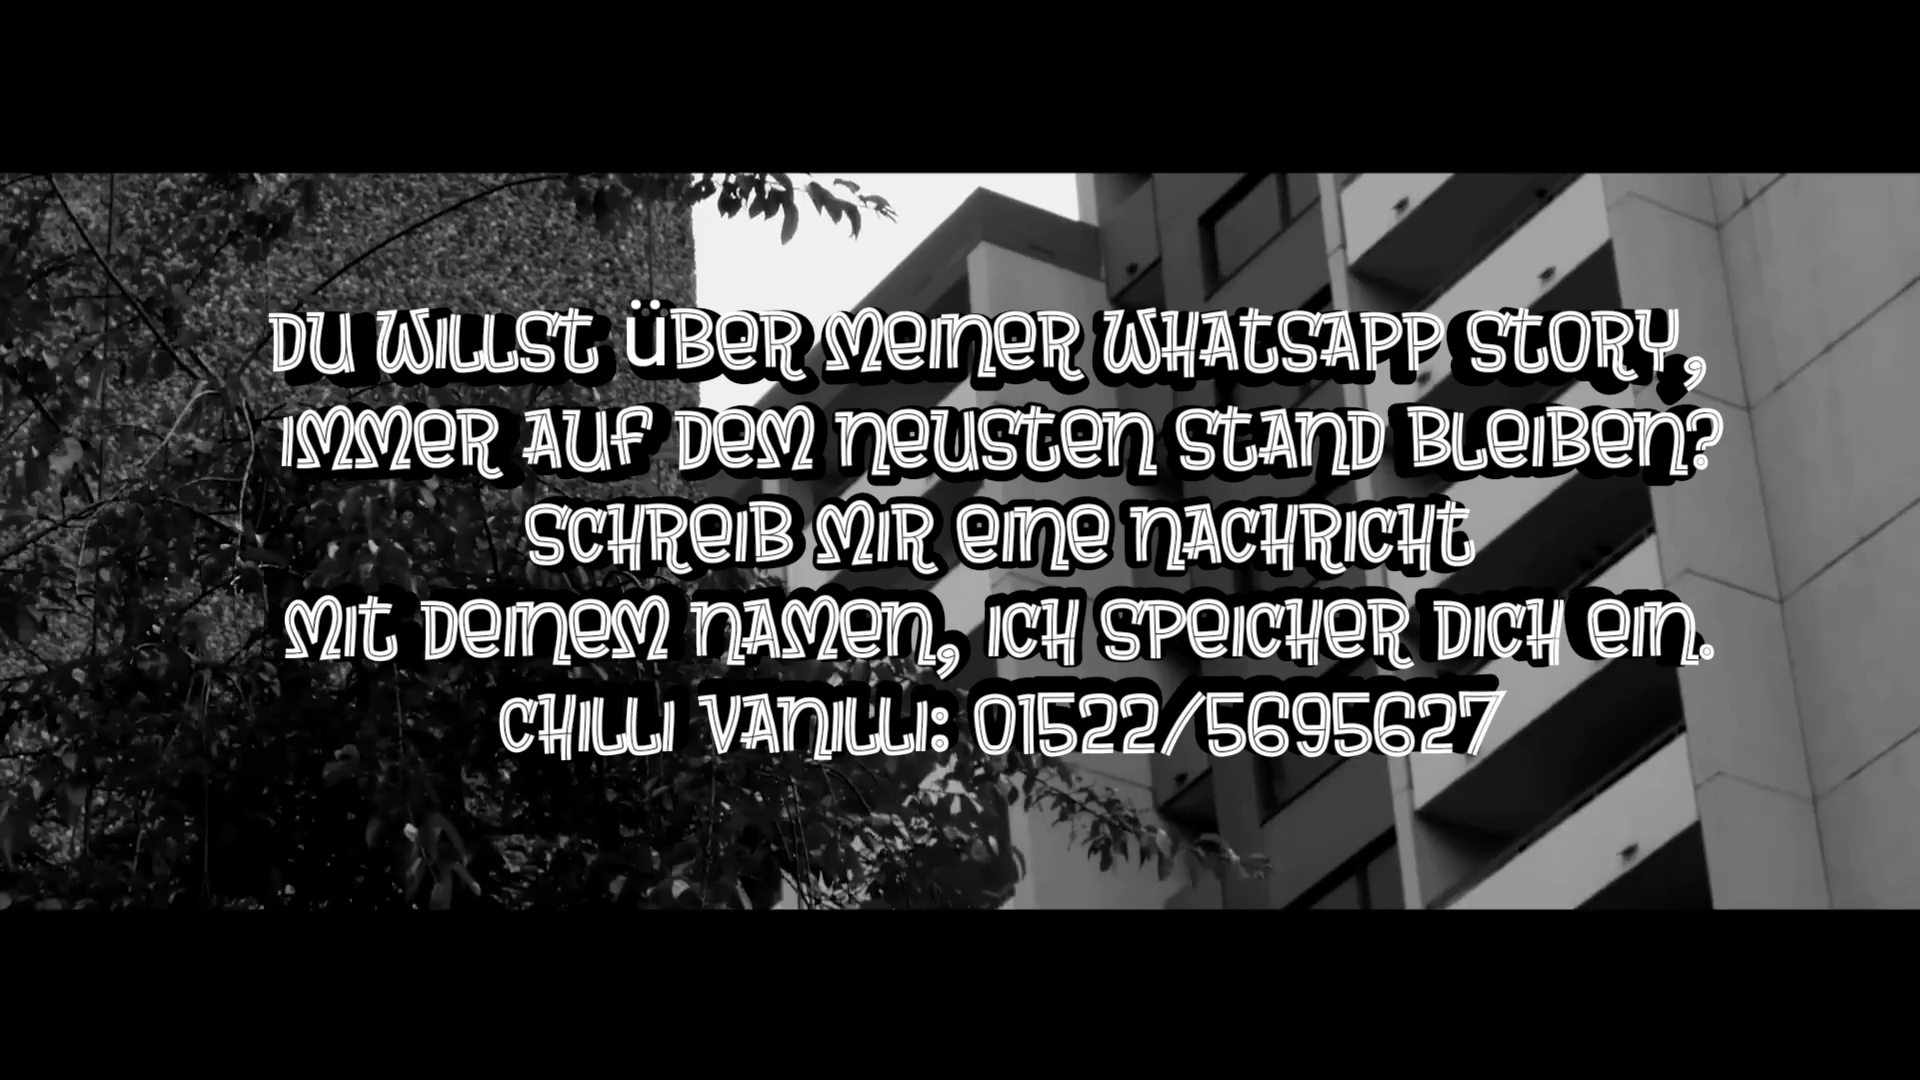 DU WILLST ÜBER MEINER WHATSAPP STORY,
IMMER AUF DEM NEUSTEN STAND BLEIBEN?
SCHREIB MIR EINE NACHRICHT
MIT DEINEM NAMEN, ICH SPEICHER DICH EIN.
CHILLI VANILLI: 01522/5695627